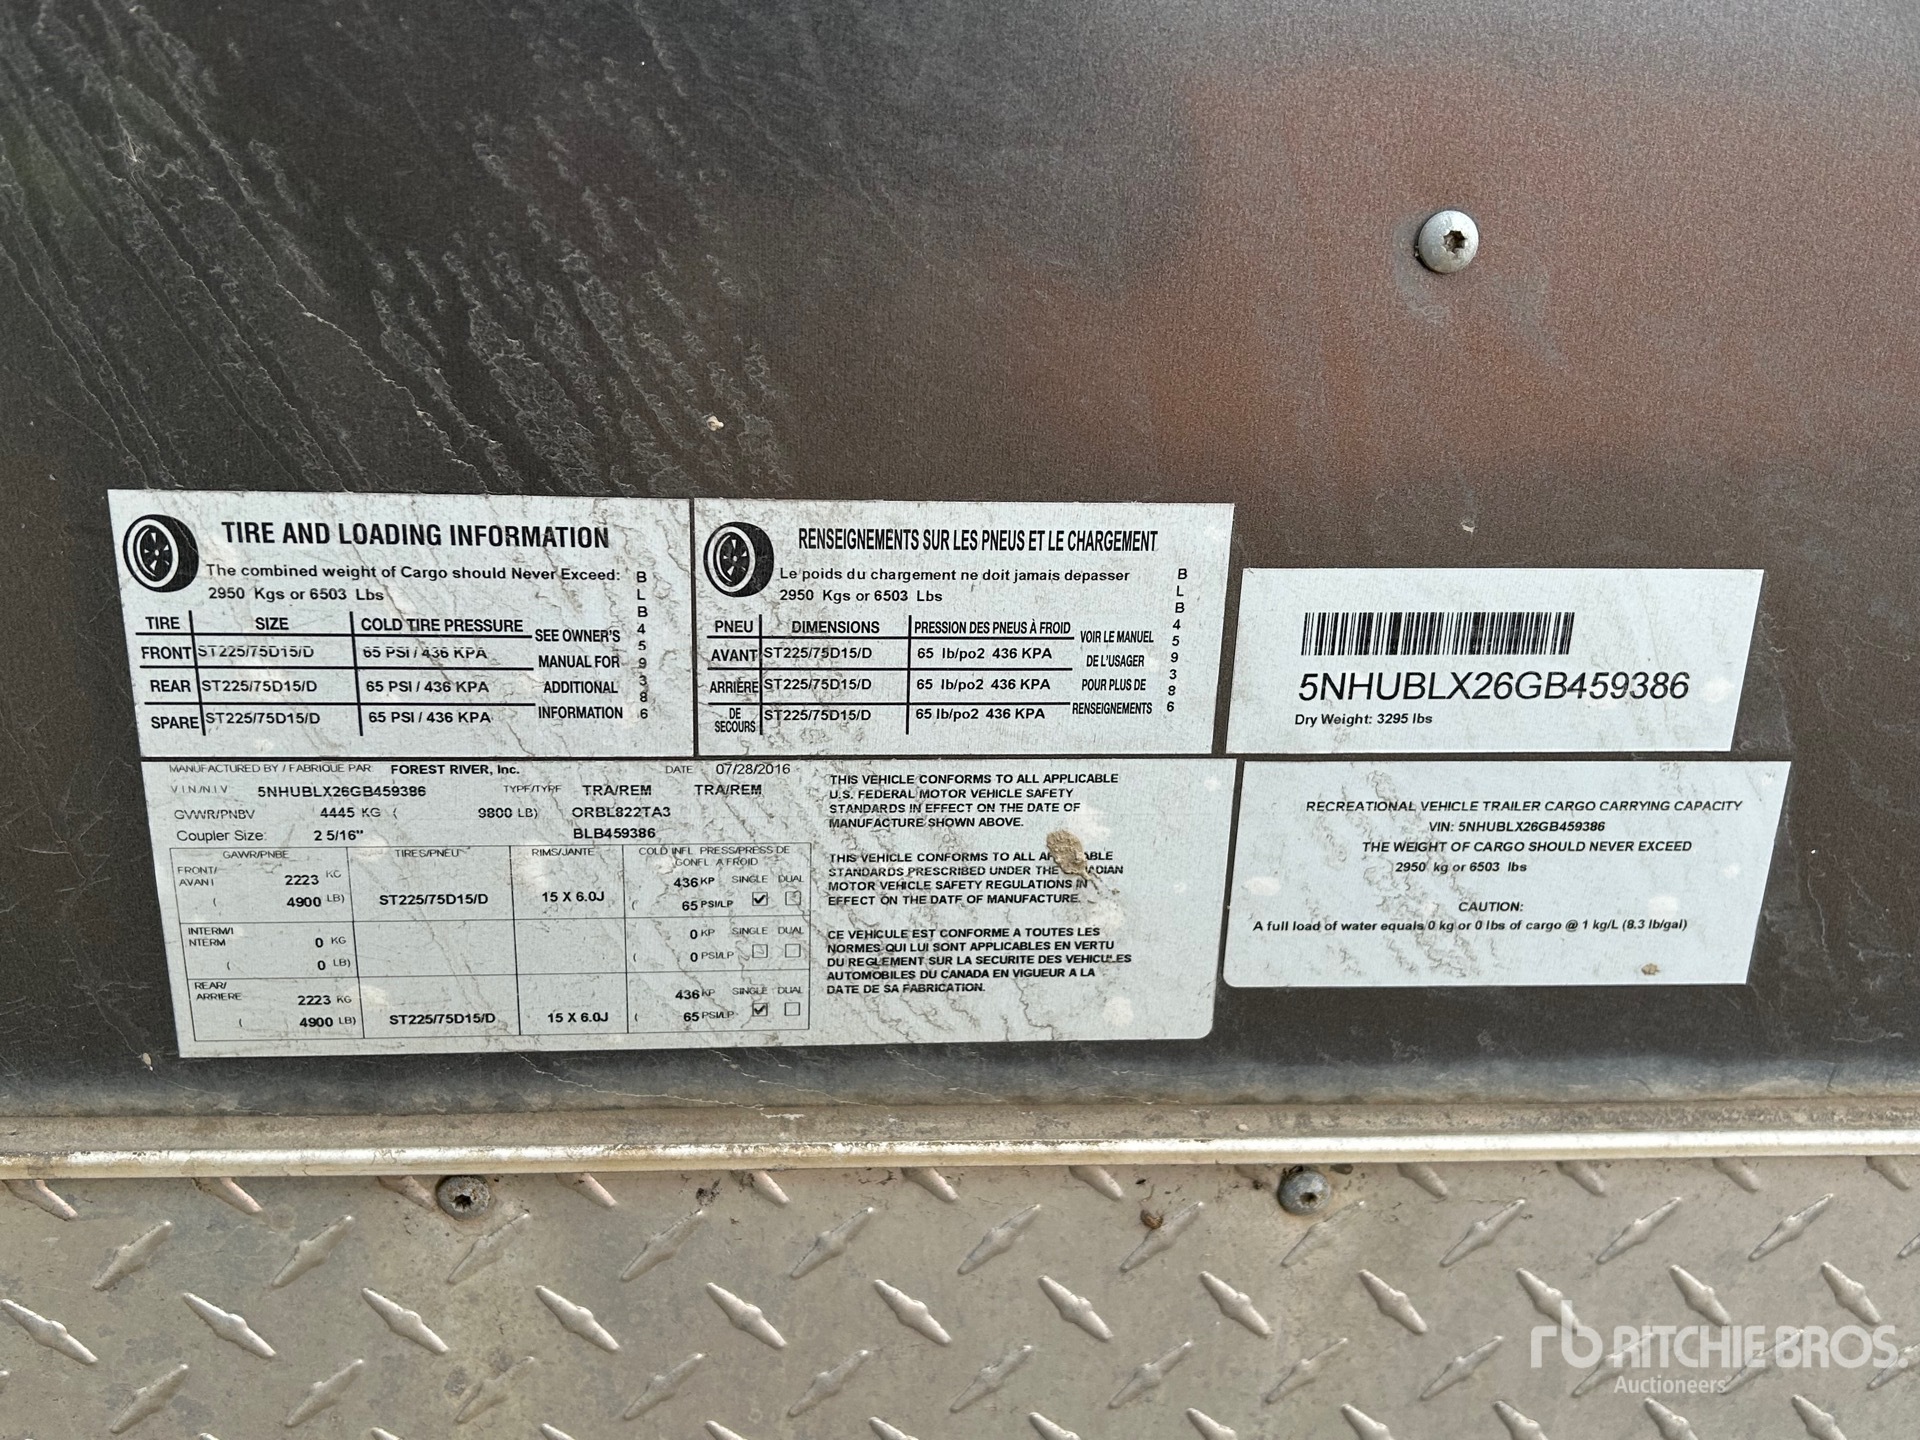 TIRE AND LOADING INFORMATION
The combined weight of Cargo should Never Exceed:
2950 Kgs or 6503 Lbs
TIRE SIZE COLD TIRE PRESSURE
FRONT ST225/75D15/D 65 PSI / 436 KPA
REAR ST225/75D15/D 65 PSI / 436 KPA
SPARE ST225/75D15/D 65 PSI / 436 KPA
SEE OWNER'S
MANUAL FOR
ADDITIONAL
INFORMATION
BLB459386
RENSEIGNEMENTS SUR LES PNEUS ET LE CHARGEMENT
Le poids du chargement ne doit jamais depasser
2950 Kgs or 6503 Lbs
PNEU DIMENSIONS PRESSION DES PNEUS À FROID
AVANT ST225/75D15/D 65 lb/po2 436 KPA
ARRIÈRE ST225/75D15/D 65 lb/po2 436 KPA
DE SECOURS ST225/75D15/D 65 lb/po2 436 KPA
VOIR LE MANUEL
DE L'USAGER
POUR PLUS DE
RENSEIGNEMENTS
BLB459386
5NHUBLX26GB459386
Dry Weight: 3295 lbs
MANUFACTURED BY / FABRIQUE PAR FOREST RIVER, Inc. DATE 07/28/2016
V.I.N./N.I.V 5NHUBLX26GB459386 TYPE/TYPE TRA/REM TRA/REM
GVWR/PNBV 4445 KG ( 9800 LB) ORBL822TA3
Coupler Size: 2 5/16" BLB459386
GAWR/PNBE TIRES/PNEU RIMS/JANTE COLD INFL PRESS/PRESS DE
GONFL A FROID
FRONT/
AVANT 2223 KG 436 KP SINGLE DUAL
( 4900 LB) ST225/75D15/D 15 X 6.0J ( 65 PSI/LP
INTERM/I
NTERM 0 KG 0 KP SINGLE DUAL
( 0 LB) ( 0 PSI/LP
REAR/
ARRIERE 2223 KG 436 KP SINGLE DUAL
( 4900 LB) ST225/75D15/D 15 X 6.0J ( 65 PSI/LP
THIS VEHICLE CONFORMS TO ALL APPLICABLE
U.S. FEDERAL MOTOR VEHICLE SAFETY
STANDARDS IN EFFECT ON THE DATE OF
MANUFACTURE SHOWN ABOVE.
THIS VEHICLE CONFORMS TO ALL
STANDARDS PRESCRIBED UNDER THE
MOTOR VEHICLE SAFETY REGULATIONS IN
EFFECT ON THE DATE OF MANUFACTURE.
CE VEHICULE EST CONFORME A TOUTES LES
NORMES QUI LUI SONT APPLICABLES EN VERTU
DU REGLEMENT SUR LA SECURITE DES VEHICULES
AUTOMOBILES DU CANADA EN VIGUEUR A LA
DATE DE SA FABRICATION.
RECREATIONAL VEHICLE TRAILER CARGO CARRYING CAPACITY
VIN: 5NHUBLX26GB459386
THE WEIGHT OF CARGO SHOULD NEVER EXCEED
2950 kg or 6503 lbs
CAUTION:
A full load of water equals 0 kg or 0 lbs of cargo @ 1 kg/L (8.3 lb/gal)
rb RITCHIE BROS.
Auctioneers